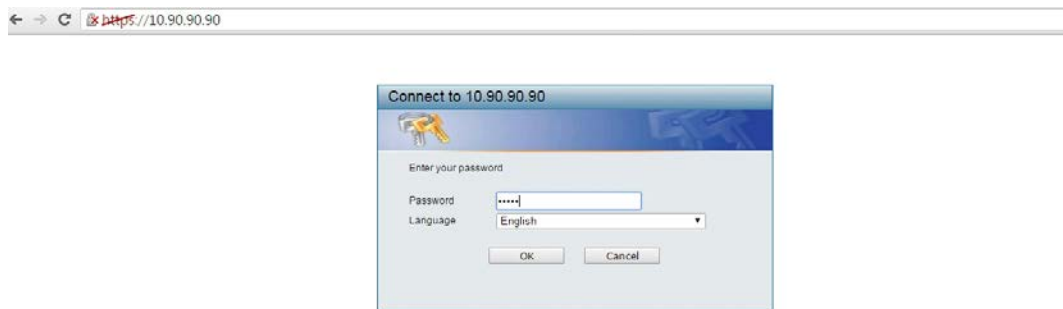 https://10.90.90.90
Connect to 10.90.90.90
Enter your password
Password •••••
Language English
OK Cancel